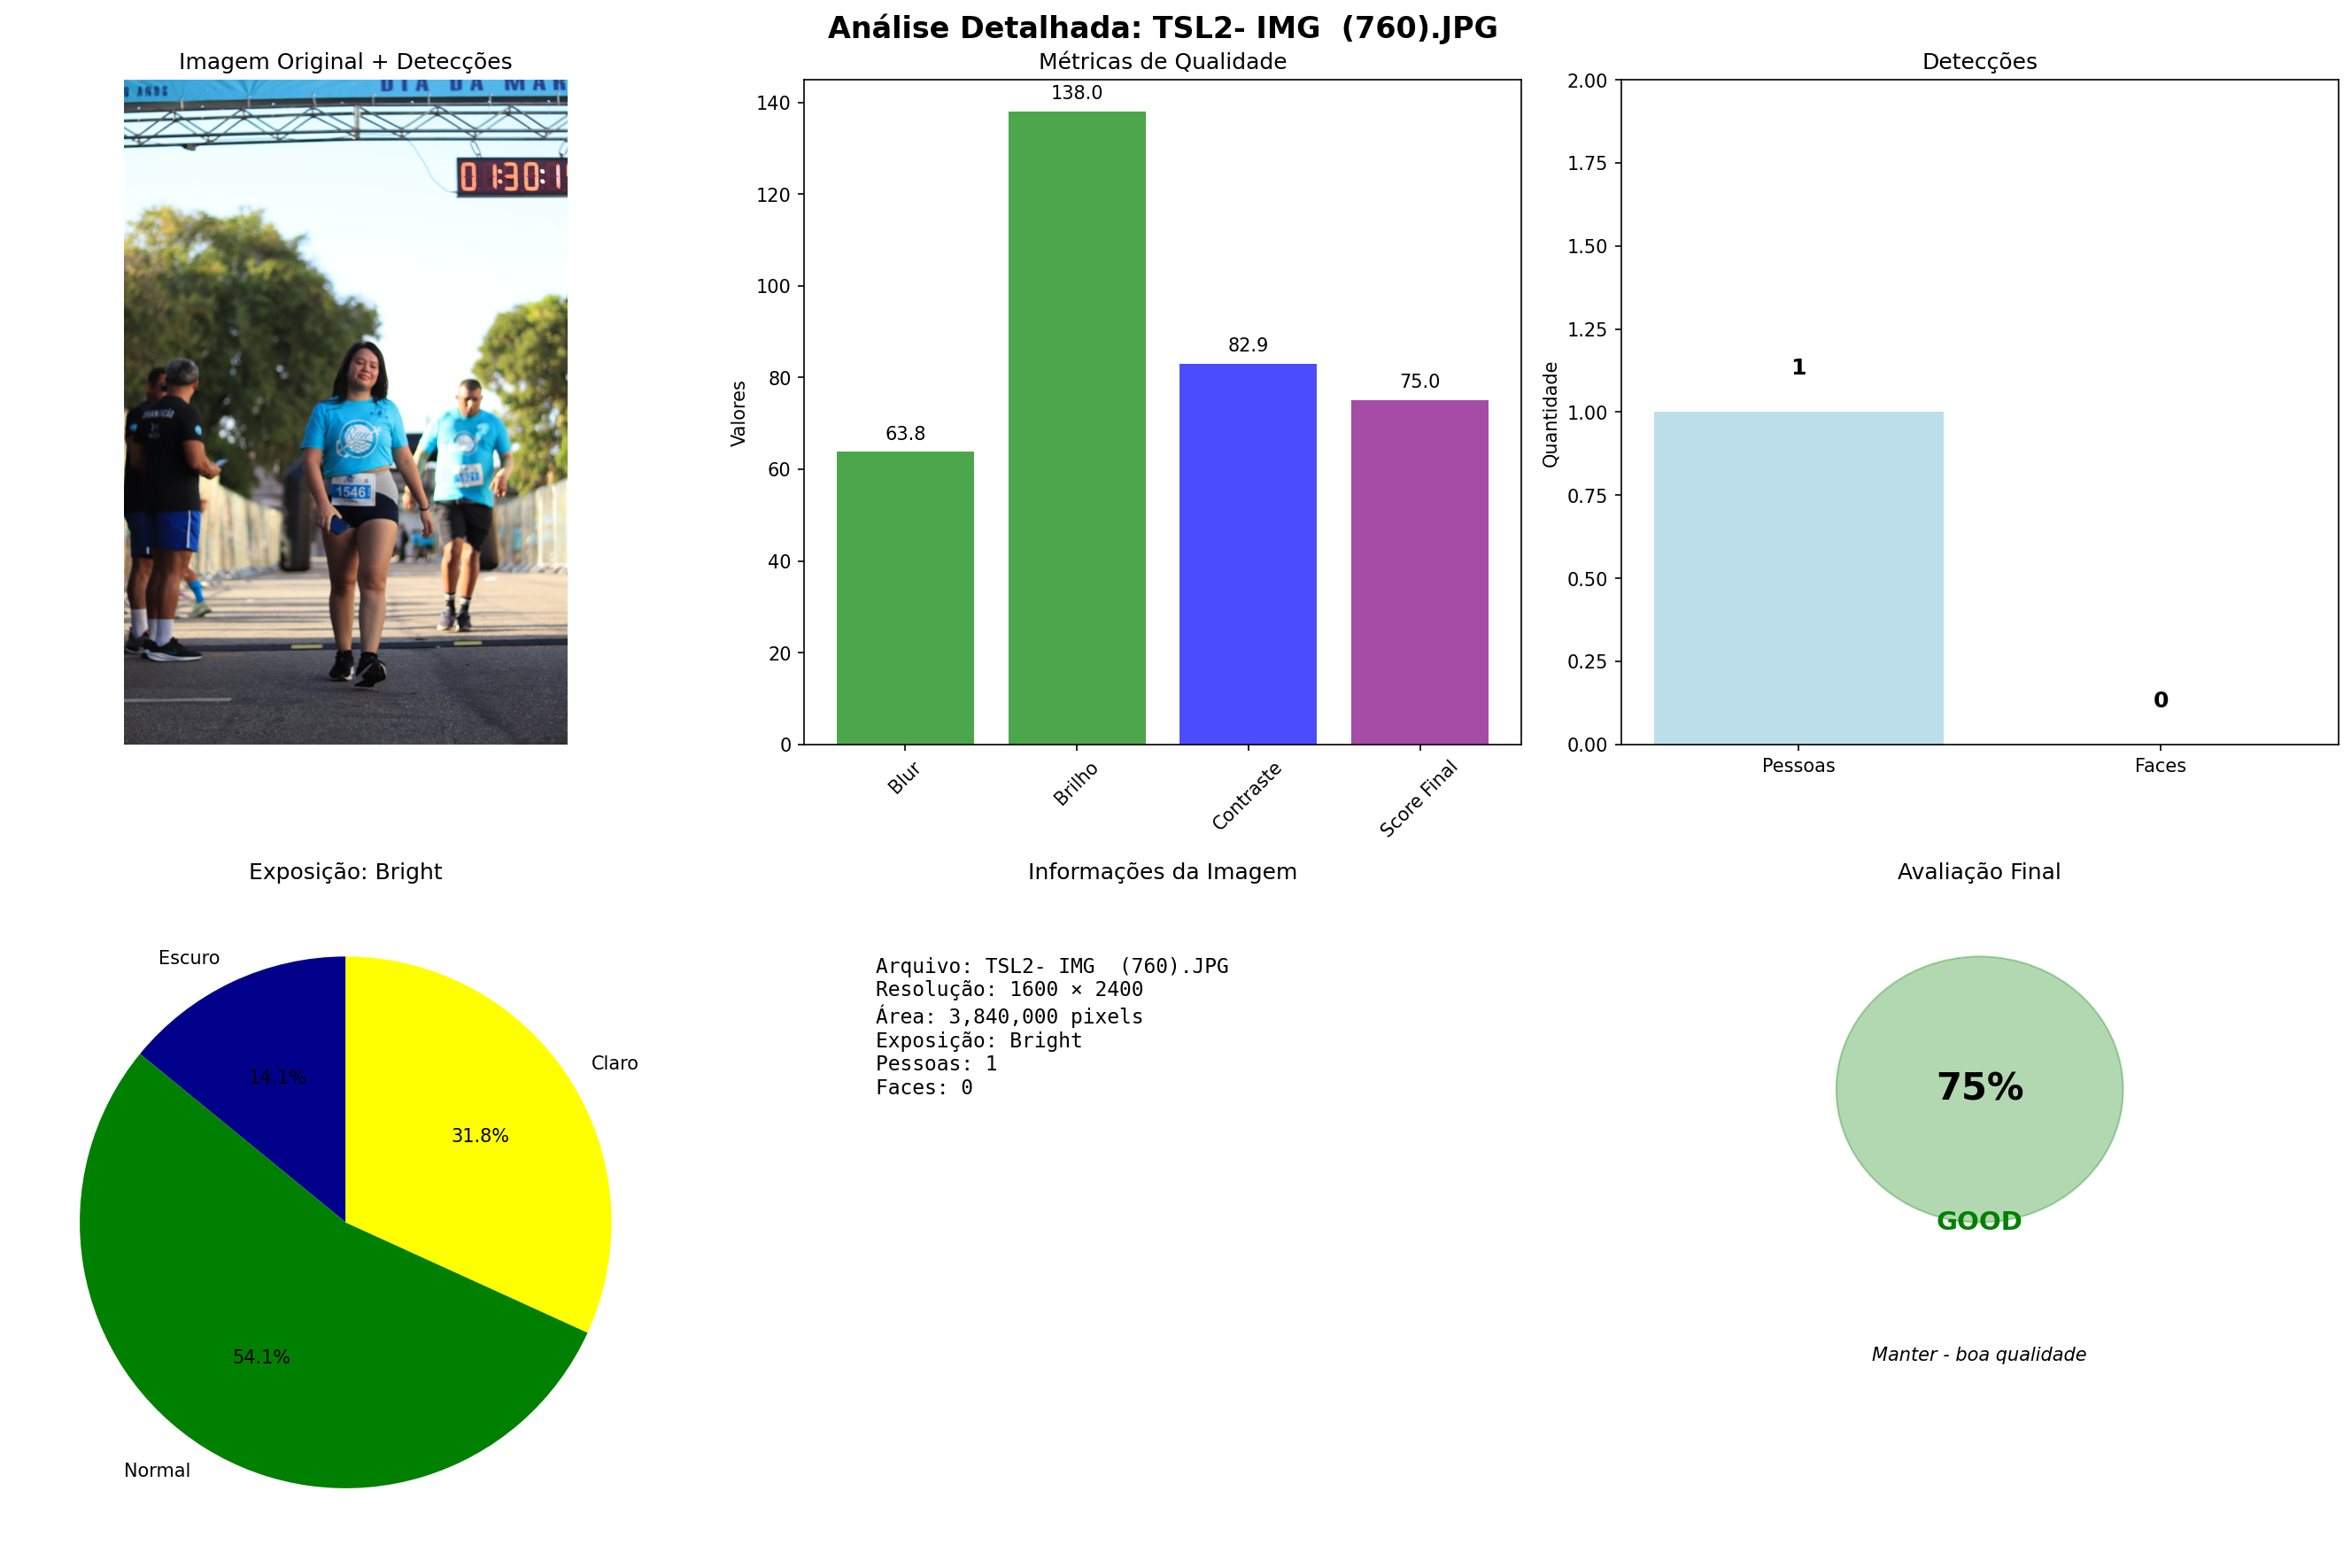 Análise Detalhada: TSL2- IMG  (760).JPG
Imagem Original + Detecções
ANOS
DIA DA MAR
01:30:1
1546
Métricas de Qualidade
Valores
140
120
100
80
60
40
20
0
63.8
138.0
82.9
75.0
Blur
Brilho
Contraste
Score Final
Detecções
Quantidade
2.00
1.75
1.50
1.25
1.00
0.75
0.50
0.25
0.00
1
0
Pessoas
Faces
Exposição: Bright
Escuro
14.1%
Claro
31.8%
54.1%
Normal
Informações da Imagem
Arquivo: TSL2- IMG  (760).JPG
Resolução: 1600 × 2400
Área: 3,840,000 pixels
Exposição: Bright
Pessoas: 1
Faces: 0
Avaliação Final
75%
GOOD
Manter - boa qualidade